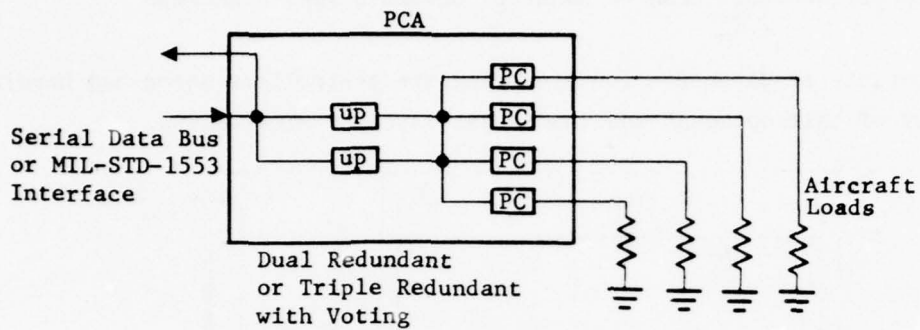 PCA
PC
up
PC
up
PC
PC
Serial Data Bus
or MIL-STD-1553
Interface
Aircraft
Loads
Dual Redundant
or Triple Redundant
with Voting